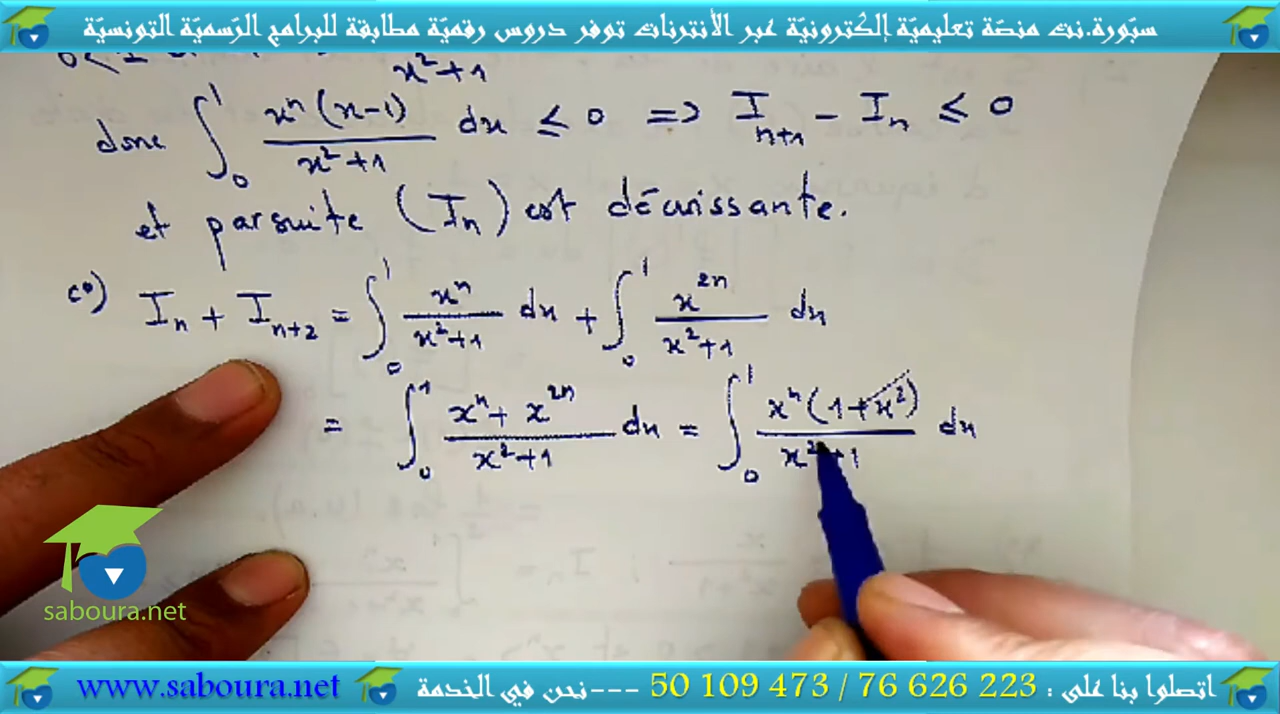 سبّورة.نت منصّة تعليميّة إلكترونيّة عبر الأنترنات توفر دروس رقميّة مطابقة للبرامج الرّسميّة التونسيّة
x²+1
donc ∫₀¹ xⁿ(x-1)/(x²+1) dx ≤ 0 => Iₙ₊₁ - Iₙ ≤ 0
et parsuite (Iₙ) est décroissante.
c°) Iₙ + Iₙ₊₂ = ∫₀¹ xⁿ/(x²+1) dx + ∫₀¹ x²ⁿ/(x²+1) dx
= ∫₀¹ (xⁿ + x²ⁿ)/(x²+1) dx = ∫₀¹ xⁿ(1+x²)/(x²+1) dx
saboura.net
www.saboura.net اتصلوا بنا على : 223 626 76 / 473 109 50 ---نحن في الخدمة